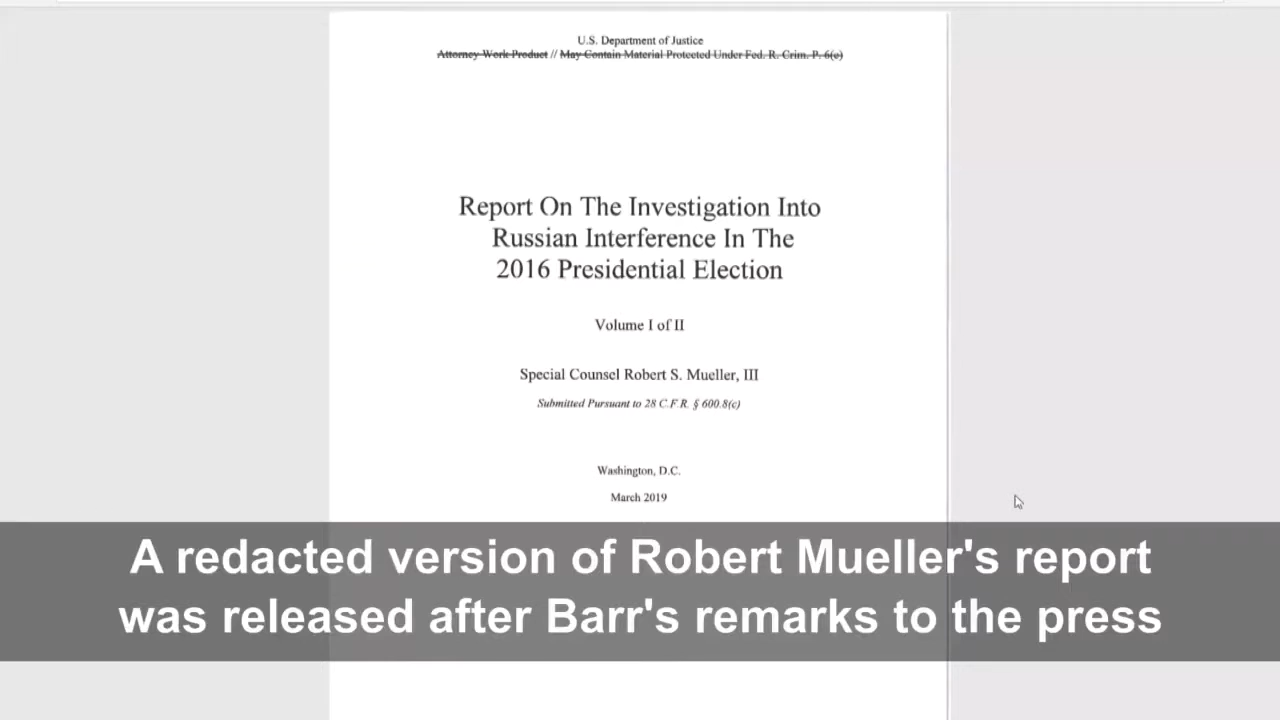 U.S. Department of Justice
Attorney Work Product // May Contain Material Protected Under Fed. R. Crim. P. 6(e)
Report On The Investigation Into
Russian Interference In The
2016 Presidential Election
Volume I of II
Special Counsel Robert S. Mueller, III
Submitted Pursuant to 28 C.F.R. § 600.8(c)
Washington, D.C.
March 2019
A redacted version of Robert Mueller's report
was released after Barr's remarks to the press